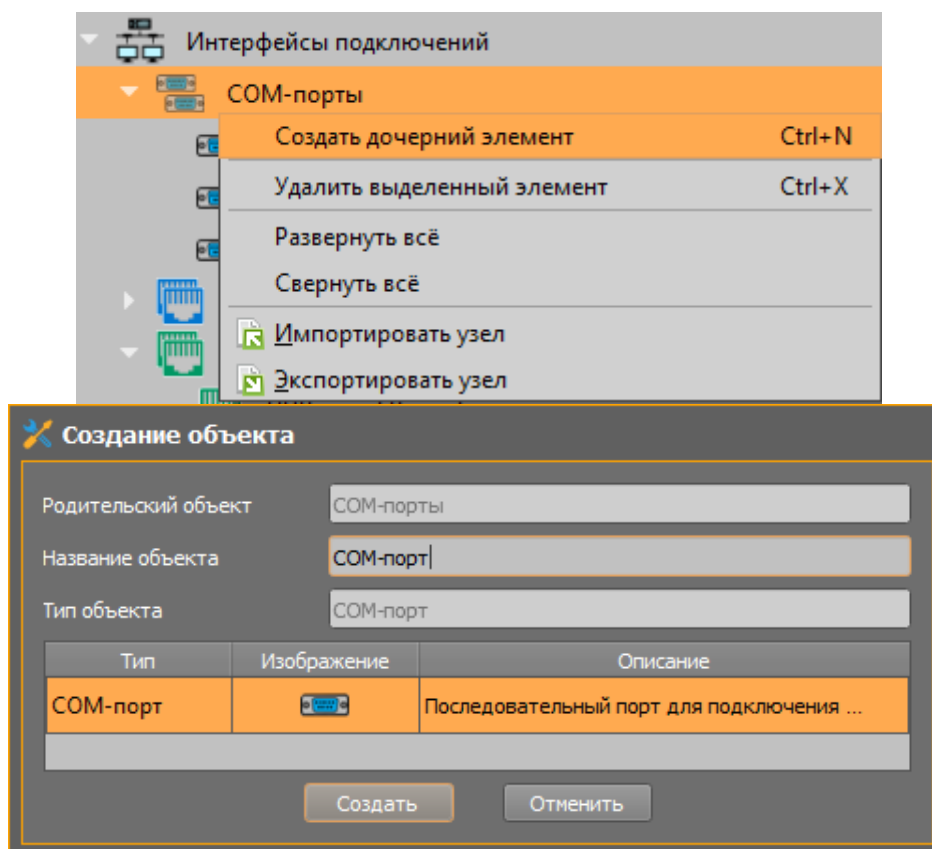 Интерфейсы подключений
COM-порты
Создать дочерний элемент Ctrl+N
Удалить выделенный элемент Ctrl+X
Развернуть всё
Свернуть всё
Импортировать узел
Экспортировать узел
Создание объекта
Родительский объект COM-порты
Название объекта COM-порт
Тип объекта COM-порт
Тип Изображение Описание
COM-порт Последовательный порт для подключения ...
Создать Отменить